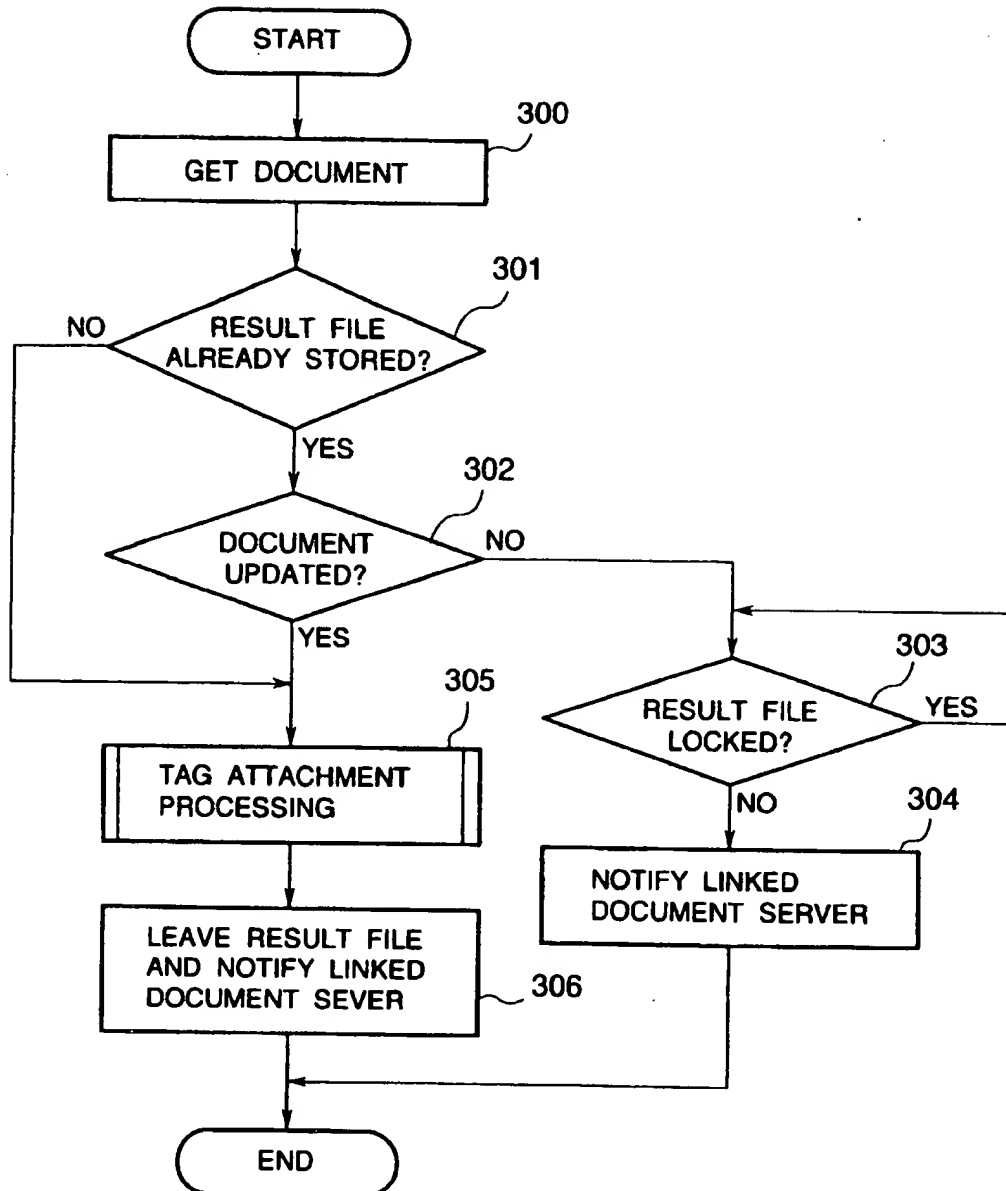 START
300
GET DOCUMENT
301
NO
RESULT FILE
ALREADY STORED?
YES
302
DOCUMENT
UPDATED?
NO
YES
303
RESULT FILE
LOCKED?
YES
NO
305
TAG ATTACHMENT
PROCESSING
304
NOTIFY LINKED
DOCUMENT SERVER
LEAVE RESULT FILE
AND NOTIFY LINKED
DOCUMENT SEVER
306
END